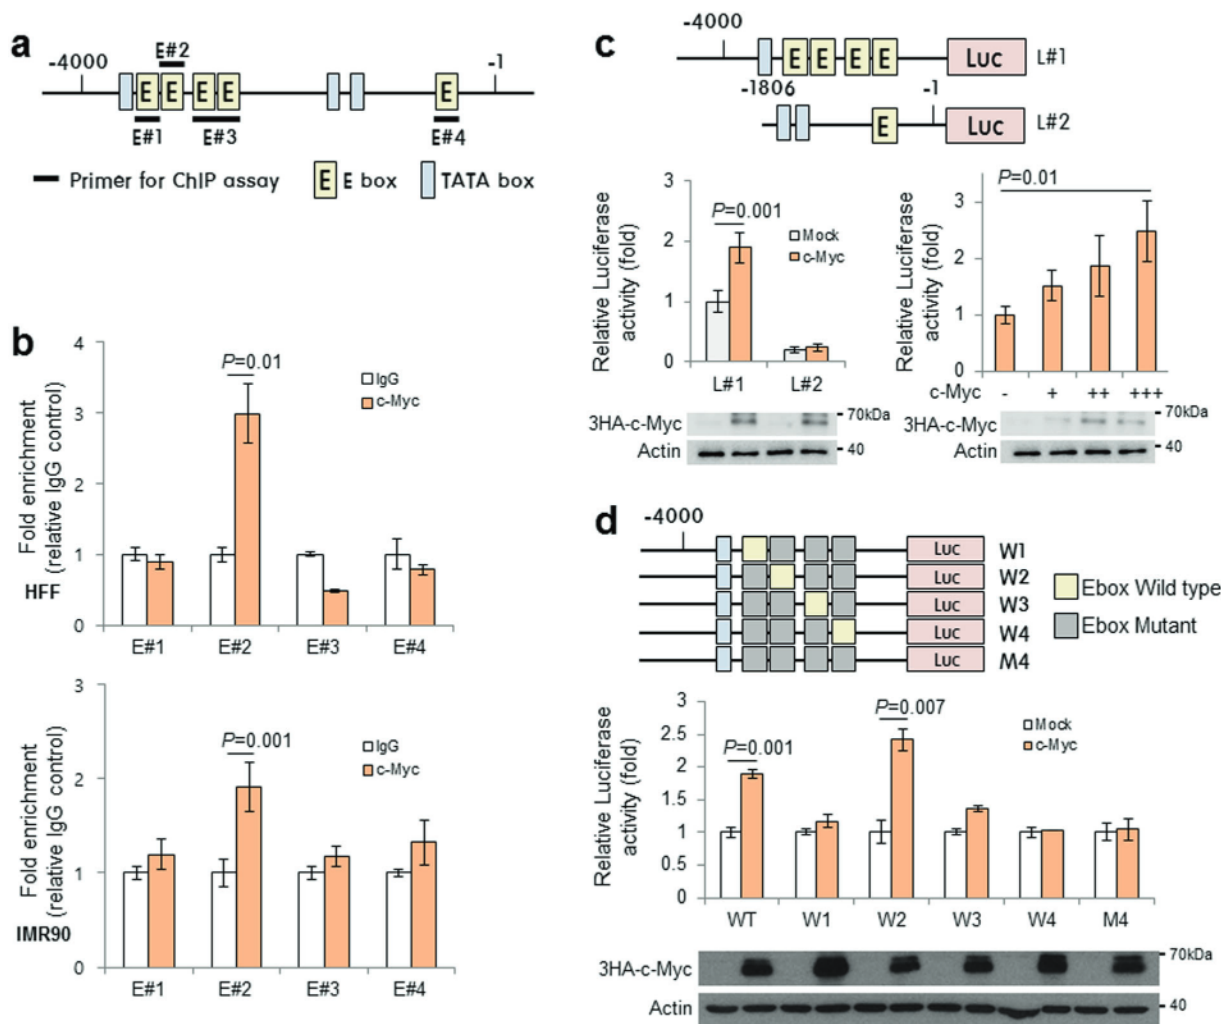 a
-4000
E#2
-1
E
E
E
E
E
E#1
E#3
E#4
Primer for ChIP assay
E
E box
TATA box
b
Fold enrichment
(relative IgG control)
HFF
4
3
2
1
0
P=0.01
IgG
c-Myc
E#1
E#2
E#3
E#4
Fold enrichment
(relative IgG control)
IMR90
3
2
1
0
P=0.001
IgG
c-Myc
E#1
E#2
E#3
E#4
c
-4000
E
E
E
E
Luc
L#1
-1806
-1
E
Luc
L#2
Relative Luciferase
activity (fold)
3
2
1
0
P=0.001
Mock
c-Myc
L#1
L#2
3HA-c-Myc
70kDa
Actin
40
Relative Luciferase
activity (fold)
3
2
1
0
P=0.01
c-Myc
-
+
++
+++
3HA-c-Myc
70kDa
Actin
40
d
-4000
Luc
W1
Luc
W2
Luc
W3
Luc
W4
Luc
M4
Ebox Wild type
Ebox Mutant
Relative Luciferase
activity (fold)
3
2.5
2
1.5
1
0.5
0
P=0.001
P=0.007
Mock
c-Myc
WT
W1
W2
W3
W4
M4
3HA-c-Myc
70kDa
Actin
40